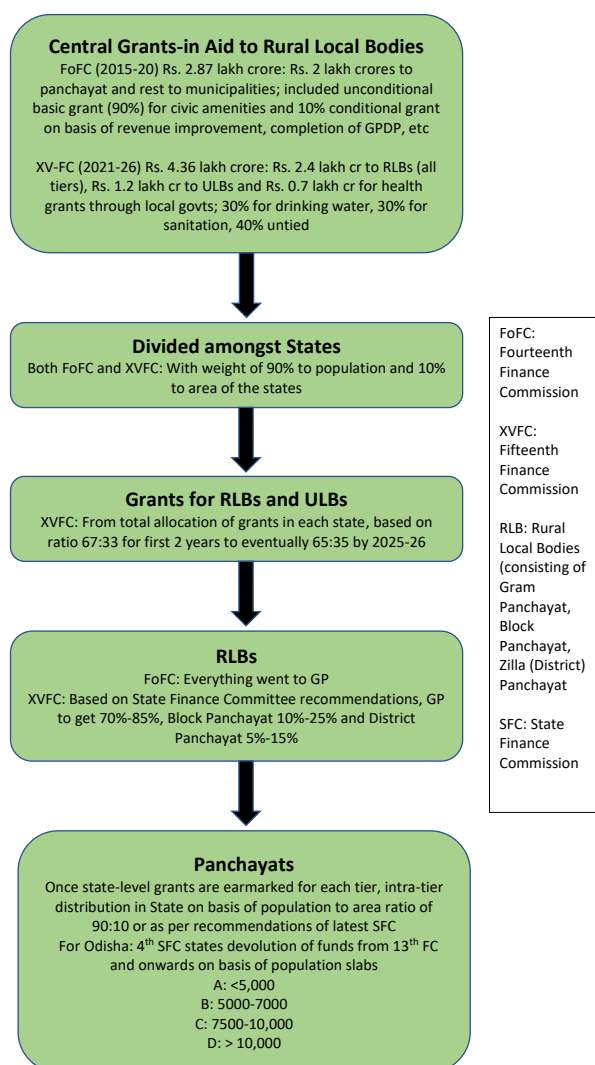 Central Grants-in Aid to Rural Local Bodies
FoFC (2015-20) Rs. 2.87 lakh crore: Rs. 2 lakh crores to
panchayat and rest to municipalities; included unconditional
basic grant (90%) for civic amenities and 10% conditional grant
on basis of revenue improvement, completion of GPDP, etc
XV-FC (2021-26) Rs. 4.36 lakh crore: Rs. 2.4 lakh cr to RLBs (all
tiers), Rs. 1.2 lakh cr to ULBs and Rs. 0.7 lakh cr for health
grants through local govts; 30% for drinking water, 30% for
sanitation, 40% untied
Divided amongst States
Both FoFC and XVFC: With weight of 90% to population and 10%
to area of the states
Grants for RLBs and ULBs
XVFC: From total allocation of grants in each state, based on
ratio 67:33 for first 2 years to eventually 65:35 by 2025-26
RLBs
FoFC: Everything went to GP
XVFC: Based on State Finance Committee recommendations, GP
to get 70%-85%, Block Panchayat 10%-25% and District
Panchayat 5%-15%
Panchayats
Once state-level grants are earmarked for each tier, intra-tier
distribution in State on basis of population to area ratio of
90:10 or as per recommendations of latest SFC
For Odisha: 4th SFC states devolution of funds from 13th FC
and onwards on basis of population slabs
A: <5,000
B: 5000-7000
C: 7500-10,000
D: > 10,000
FoFC:
Fourteenth
Finance
Commission
XVFC:
Fifteenth
Finance
Commission
RLB: Rural
Local Bodies
(consisting of
Gram
Panchayat,
Block
Panchayat,
Zilla (District)
Panchayat
SFC: State
Finance
Commission